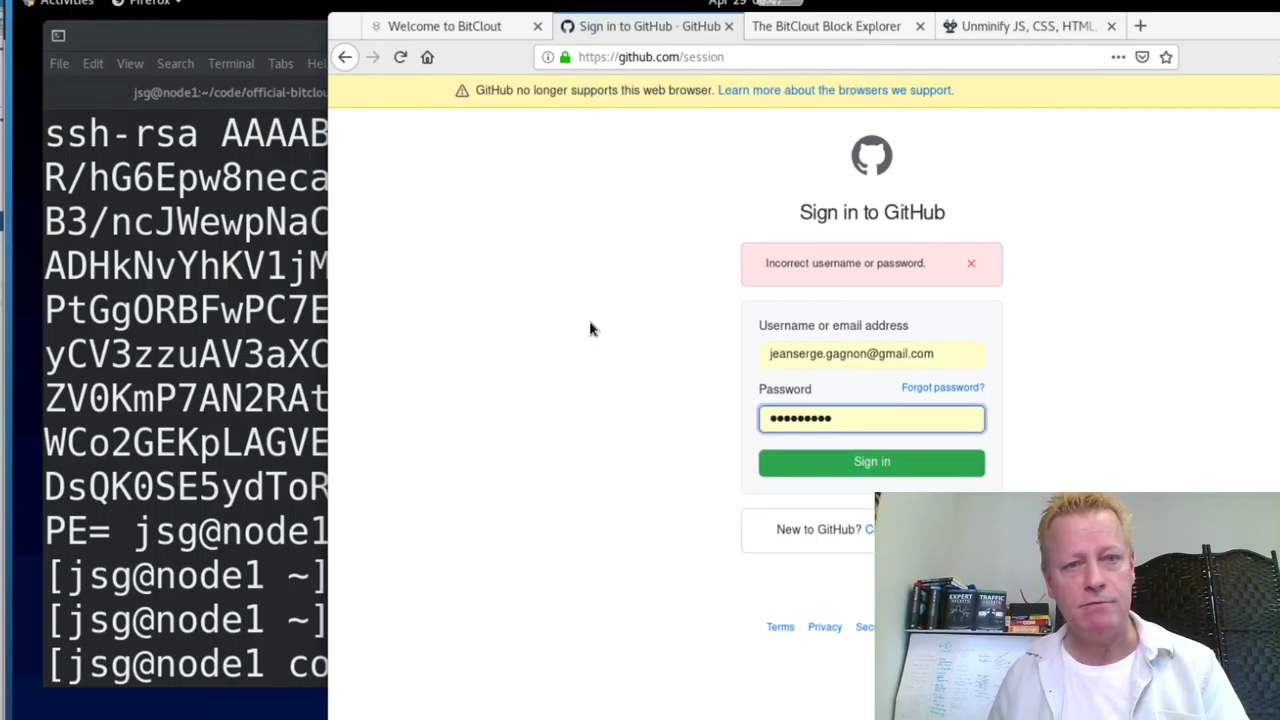 Activities Firefox
File Edit View Search Terminal Tabs
jsg@node1:~/code/official-bitclou
ssh-rsa AAAAB
R/hG6Epw8neca
B3/ncJWewpNaC
ADHkNvYhKV1jM
PtGgORBFwPC7E
yCV3zzuAV3aXC
ZV0KmP7AN2RAt
WCo2GEKpLAGVE
DsQK0SE5ydToR
PE= jsg@node1
[jsg@node1 ~]
[jsg@node1 ~]
[jsg@node1 co
Welcome to BitClout
Sign in to GitHub · GitHub
The BitClout Block Explorer
Unminify JS, CSS, HTML,
https://github.com/session
GitHub no longer supports this web browser. Learn more about the browsers we support.
Sign in to GitHub
Incorrect username or password.
Username or email address
jeanserge.gagnon@gmail.com
Password Forgot password?
Sign in
New to GitHub? C
Terms Privacy Sec
EXPERT
SECRETS
TRAFFIC
SECRETS